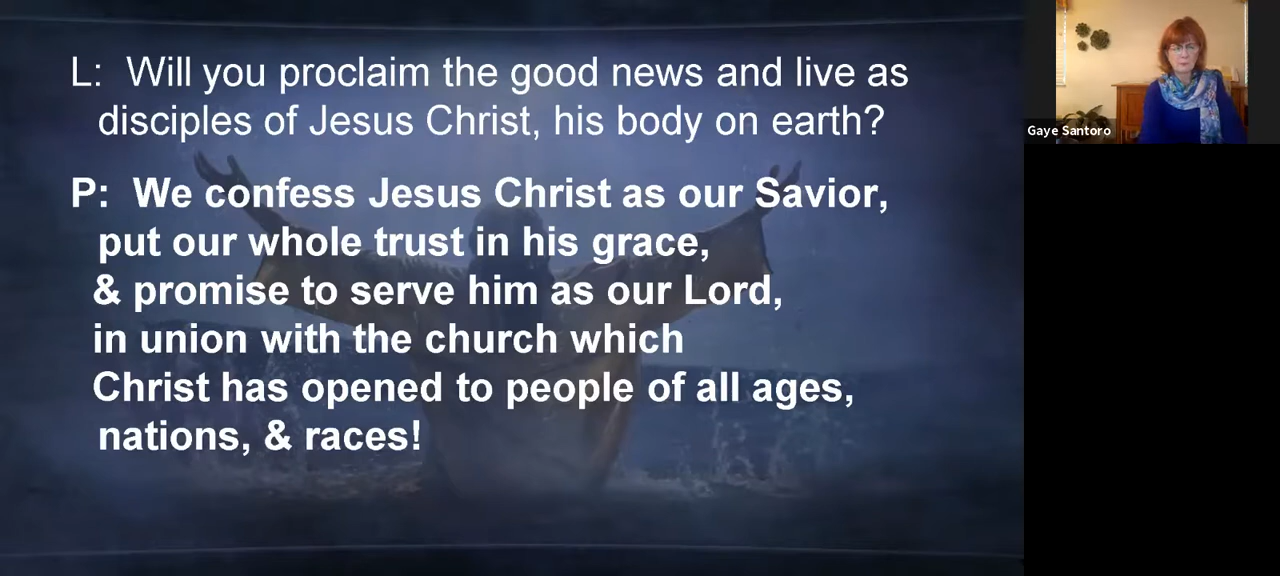 L: Will you proclaim the good news and live as
disciples of Jesus Christ, his body on earth?
P: We confess Jesus Christ as our Savior,
put our whole trust in his grace,
& promise to serve him as our Lord,
in union with the church which
Christ has opened to people of all ages,
nations, & races!
Gaye Santoro